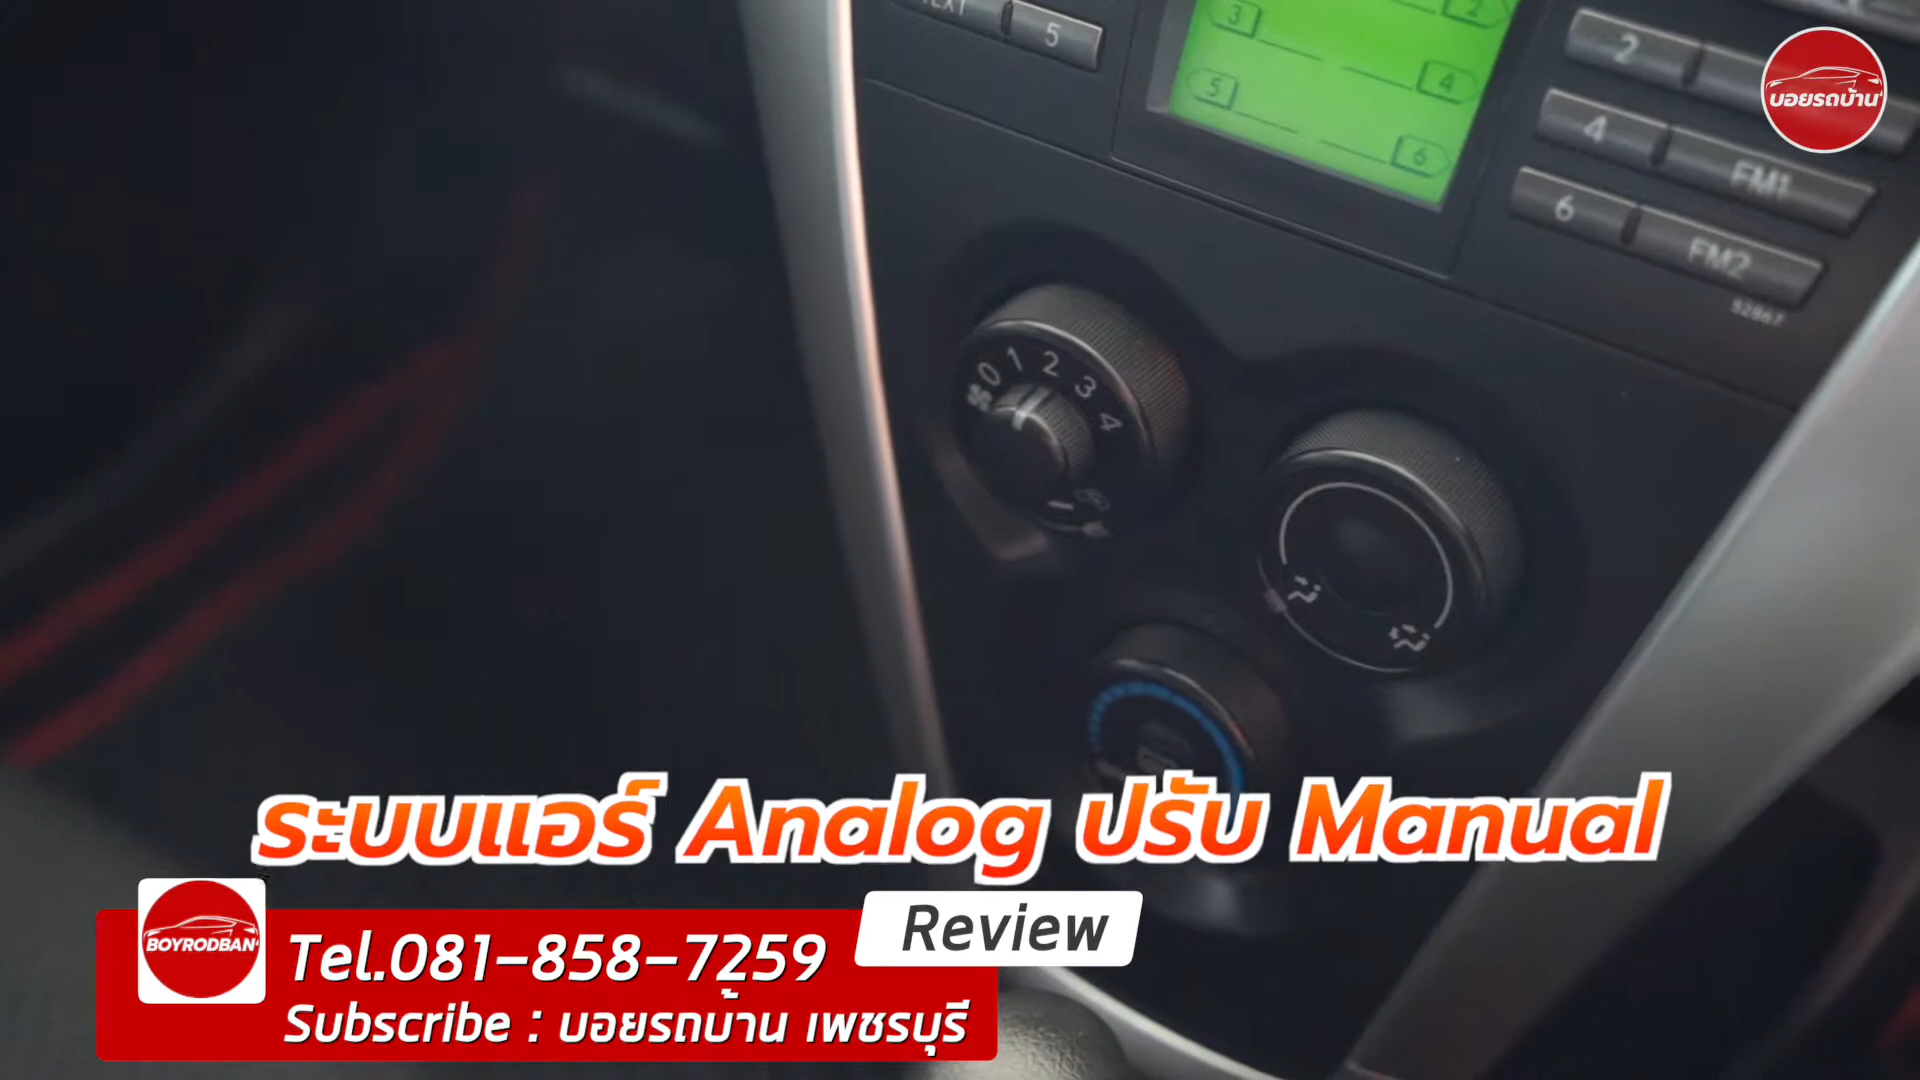 TEXT
5
3
2
5
4
6
2
4
FM1
6
FM2
52867
บอยรถบ้าน
0 1 2 3 4
ระบบแอร์ Analog ปรับ Manual
Review
BOYRODBAN
Tel.081-858-7259
Subscribe : บอยรถบ้าน เพชรบุรี